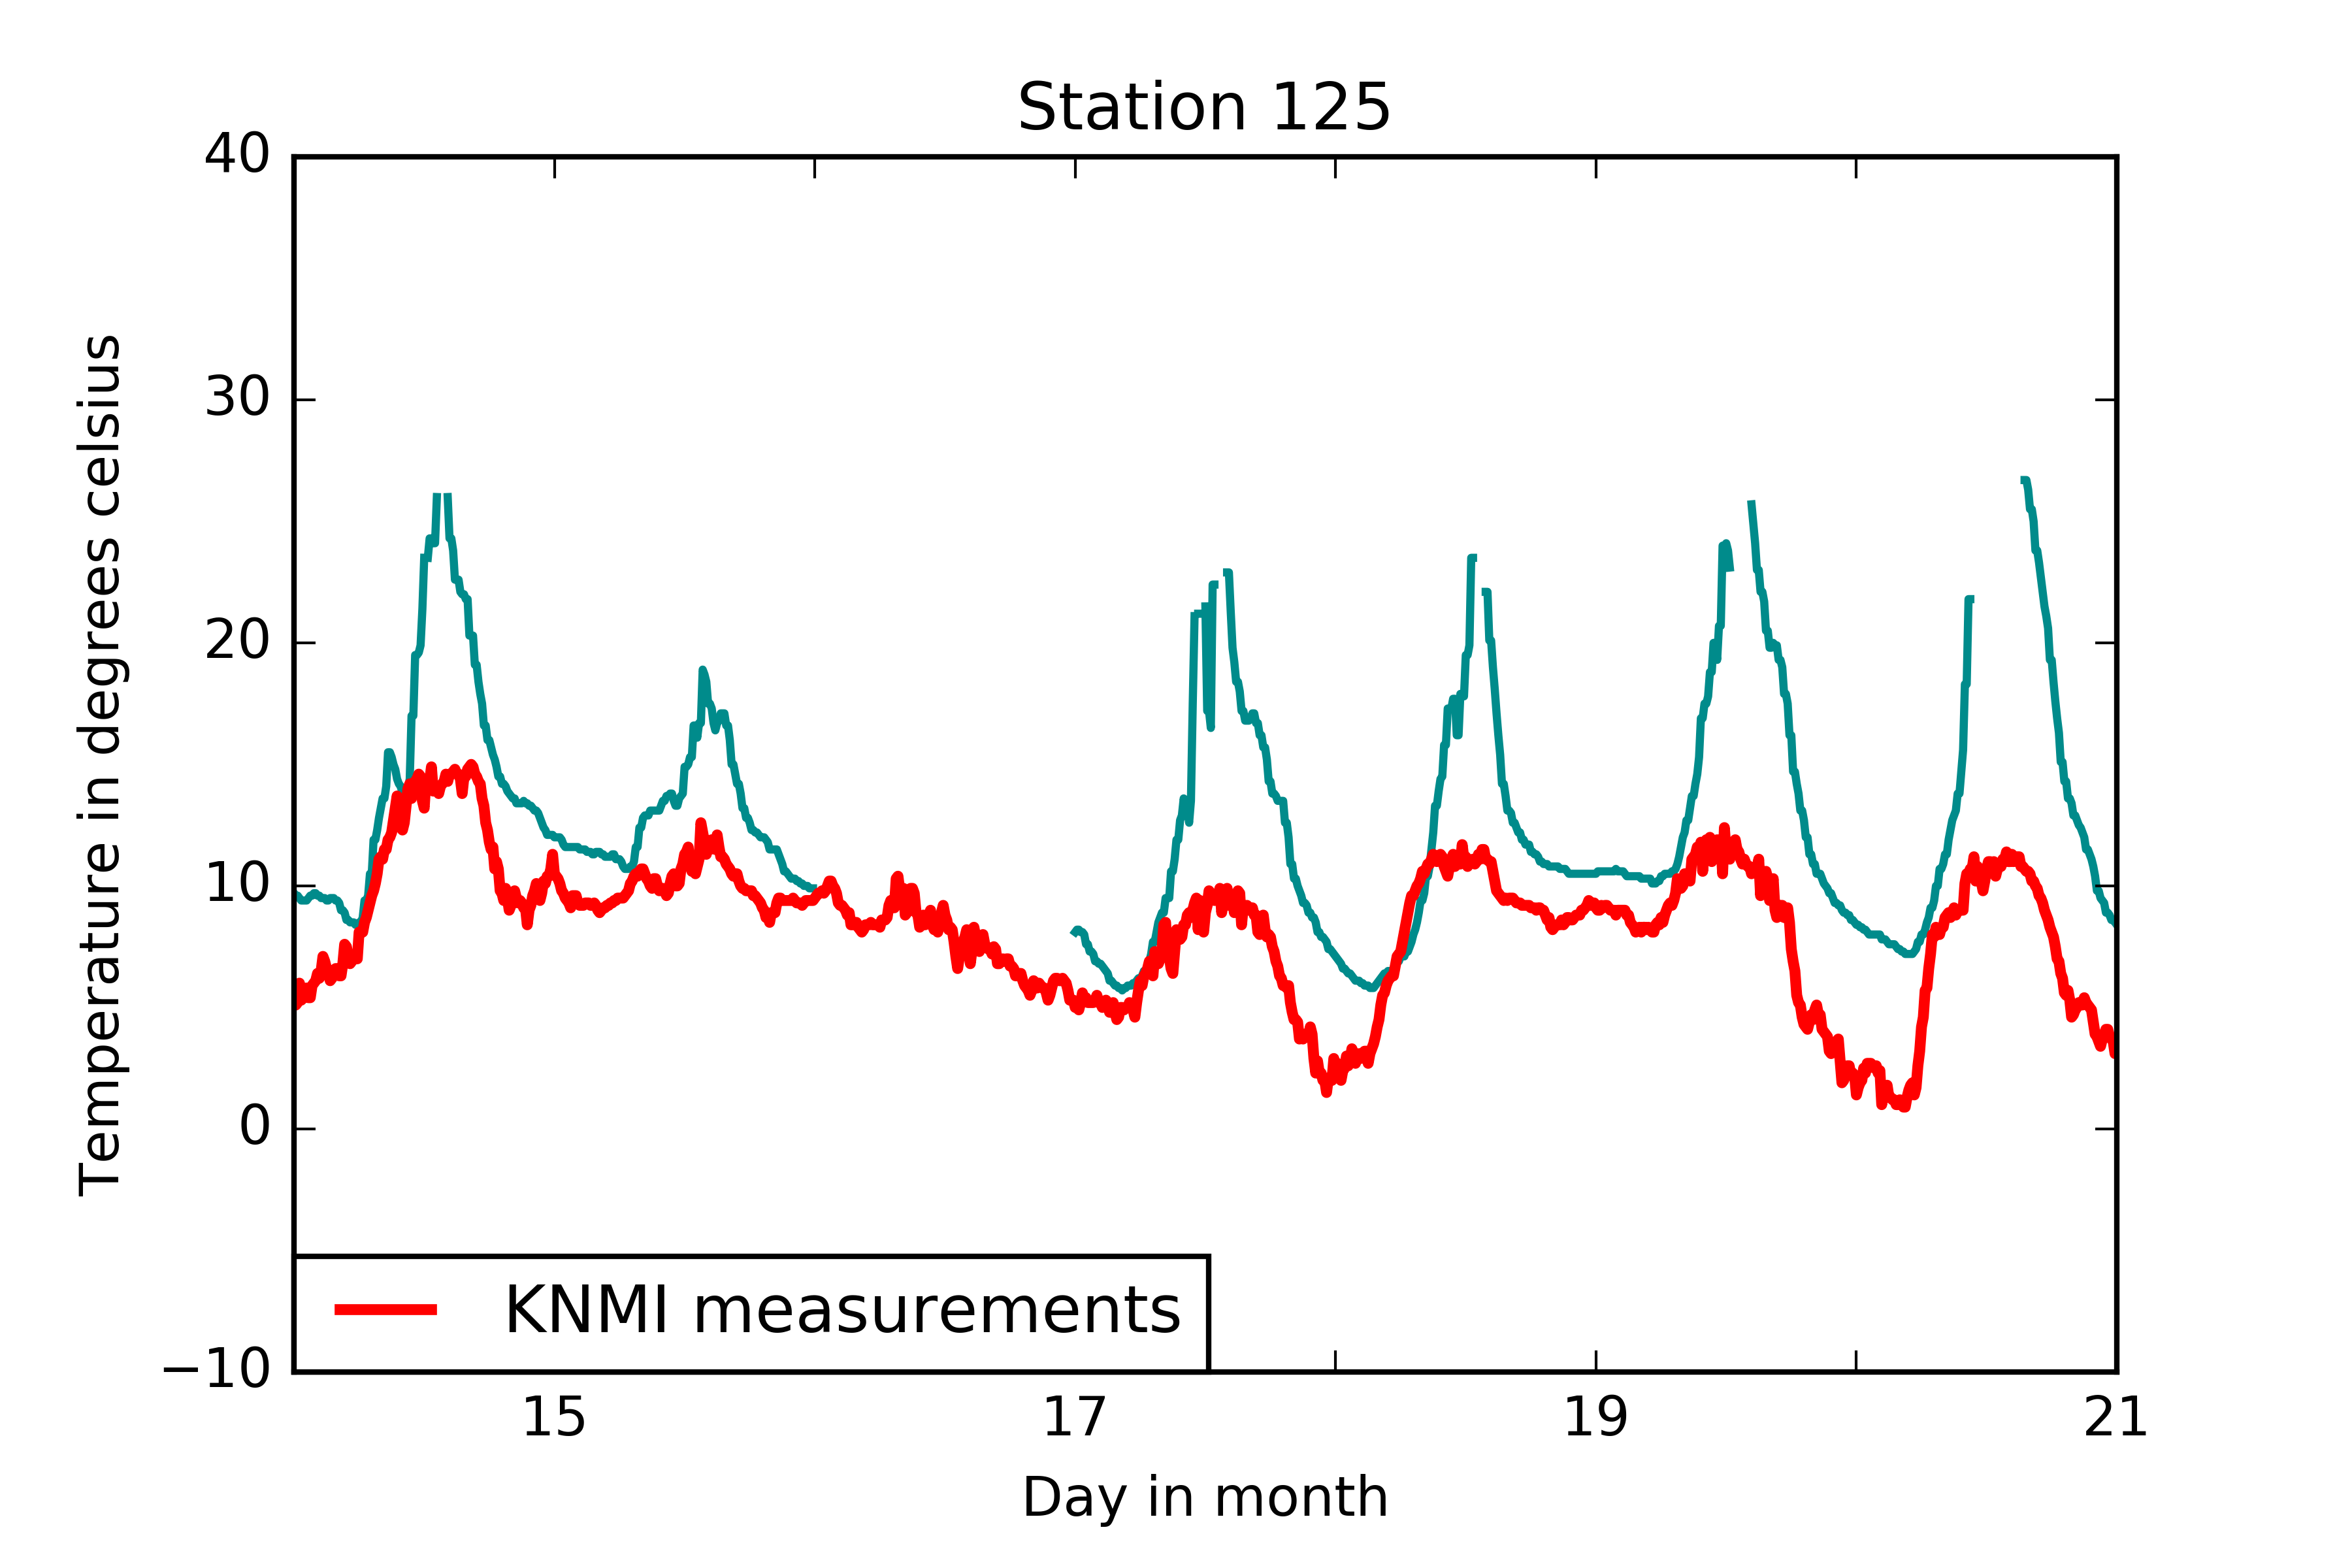 Station 125
40
30
20
10
0
−10
Temperature in degrees celsius
KNMI measurements
15 17 19 21
Day in month